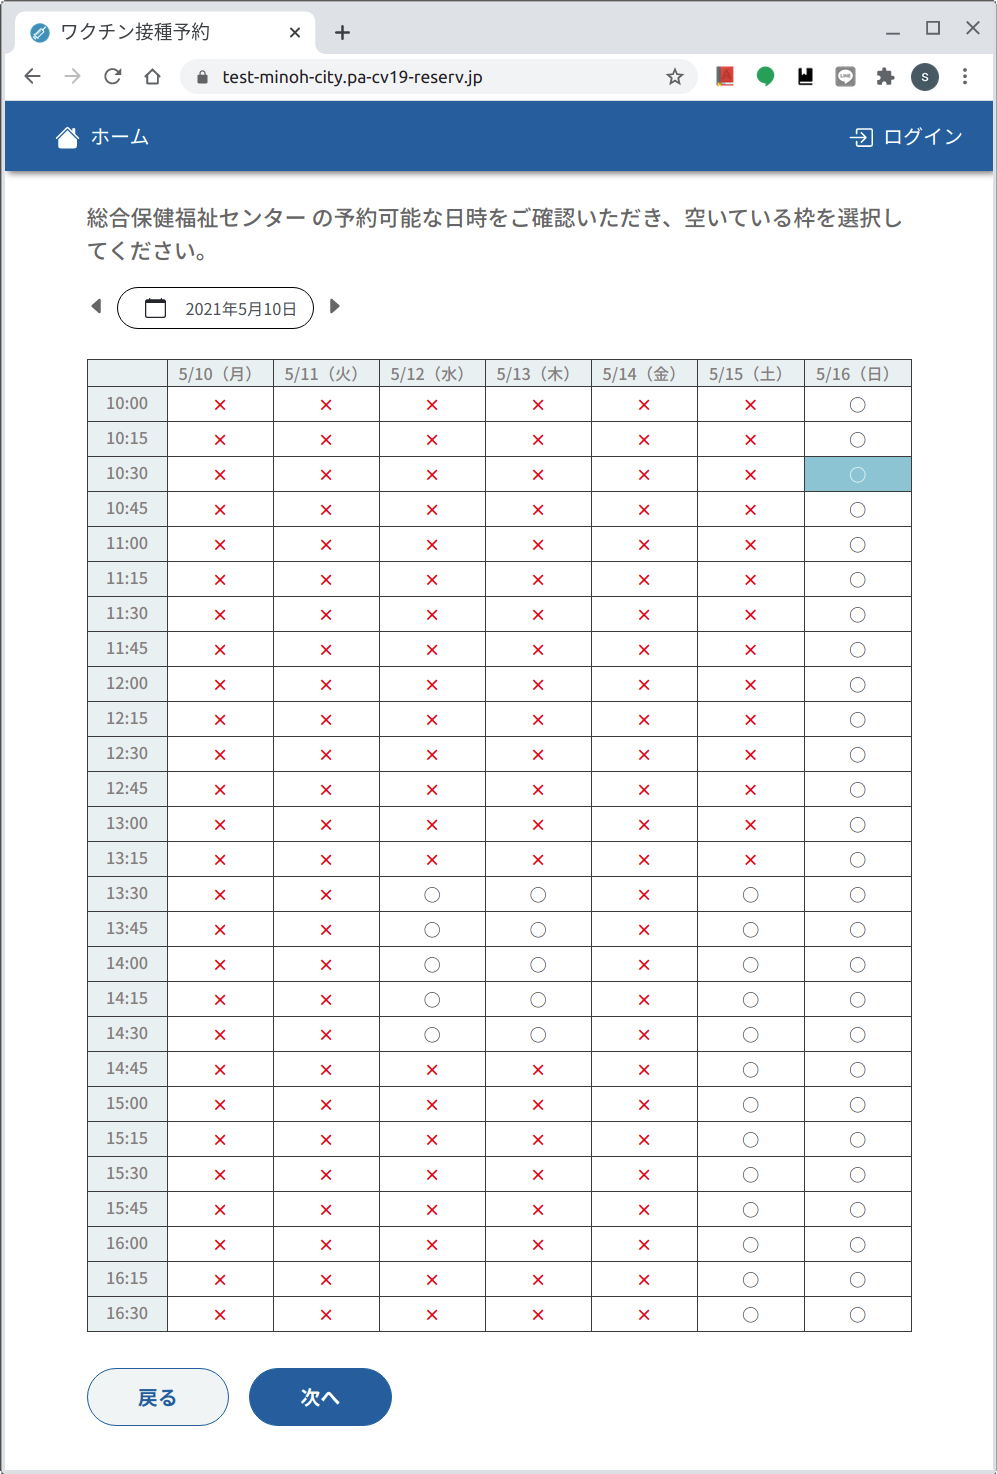 ワクチン接種予約
test-minoh-city.pa-cv19-reserv.jp
S
ホーム ログイン
総合保健福祉センター の予約可能な日時をご確認いただき、空いている枠を選択し
てください。
2021年5月10日
5/10（月） 5/11（火） 5/12（水） 5/13（木） 5/14（金） 5/15（土） 5/16（日）
10:00 × × × × × × ○
10:15 × × × × × × ○
10:30 × × × × × × ○
10:45 × × × × × × ○
11:00 × × × × × × ○
11:15 × × × × × × ○
11:30 × × × × × × ○
11:45 × × × × × × ○
12:00 × × × × × × ○
12:15 × × × × × × ○
12:30 × × × × × × ○
12:45 × × × × × × ○
13:00 × × × × × × ○
13:15 × × × × × × ○
13:30 × × ○ ○ × ○ ○
13:45 × × ○ ○ × ○ ○
14:00 × × ○ ○ × ○ ○
14:15 × × ○ ○ × ○ ○
14:30 × × ○ ○ × ○ ○
14:45 × × × × × ○ ○
15:00 × × × × × ○ ○
15:15 × × × × × ○ ○
15:30 × × × × × ○ ○
15:45 × × × × × ○ ○
16:00 × × × × × ○ ○
16:15 × × × × × ○ ○
16:30 × × × × × ○ ○
戻る 次へ